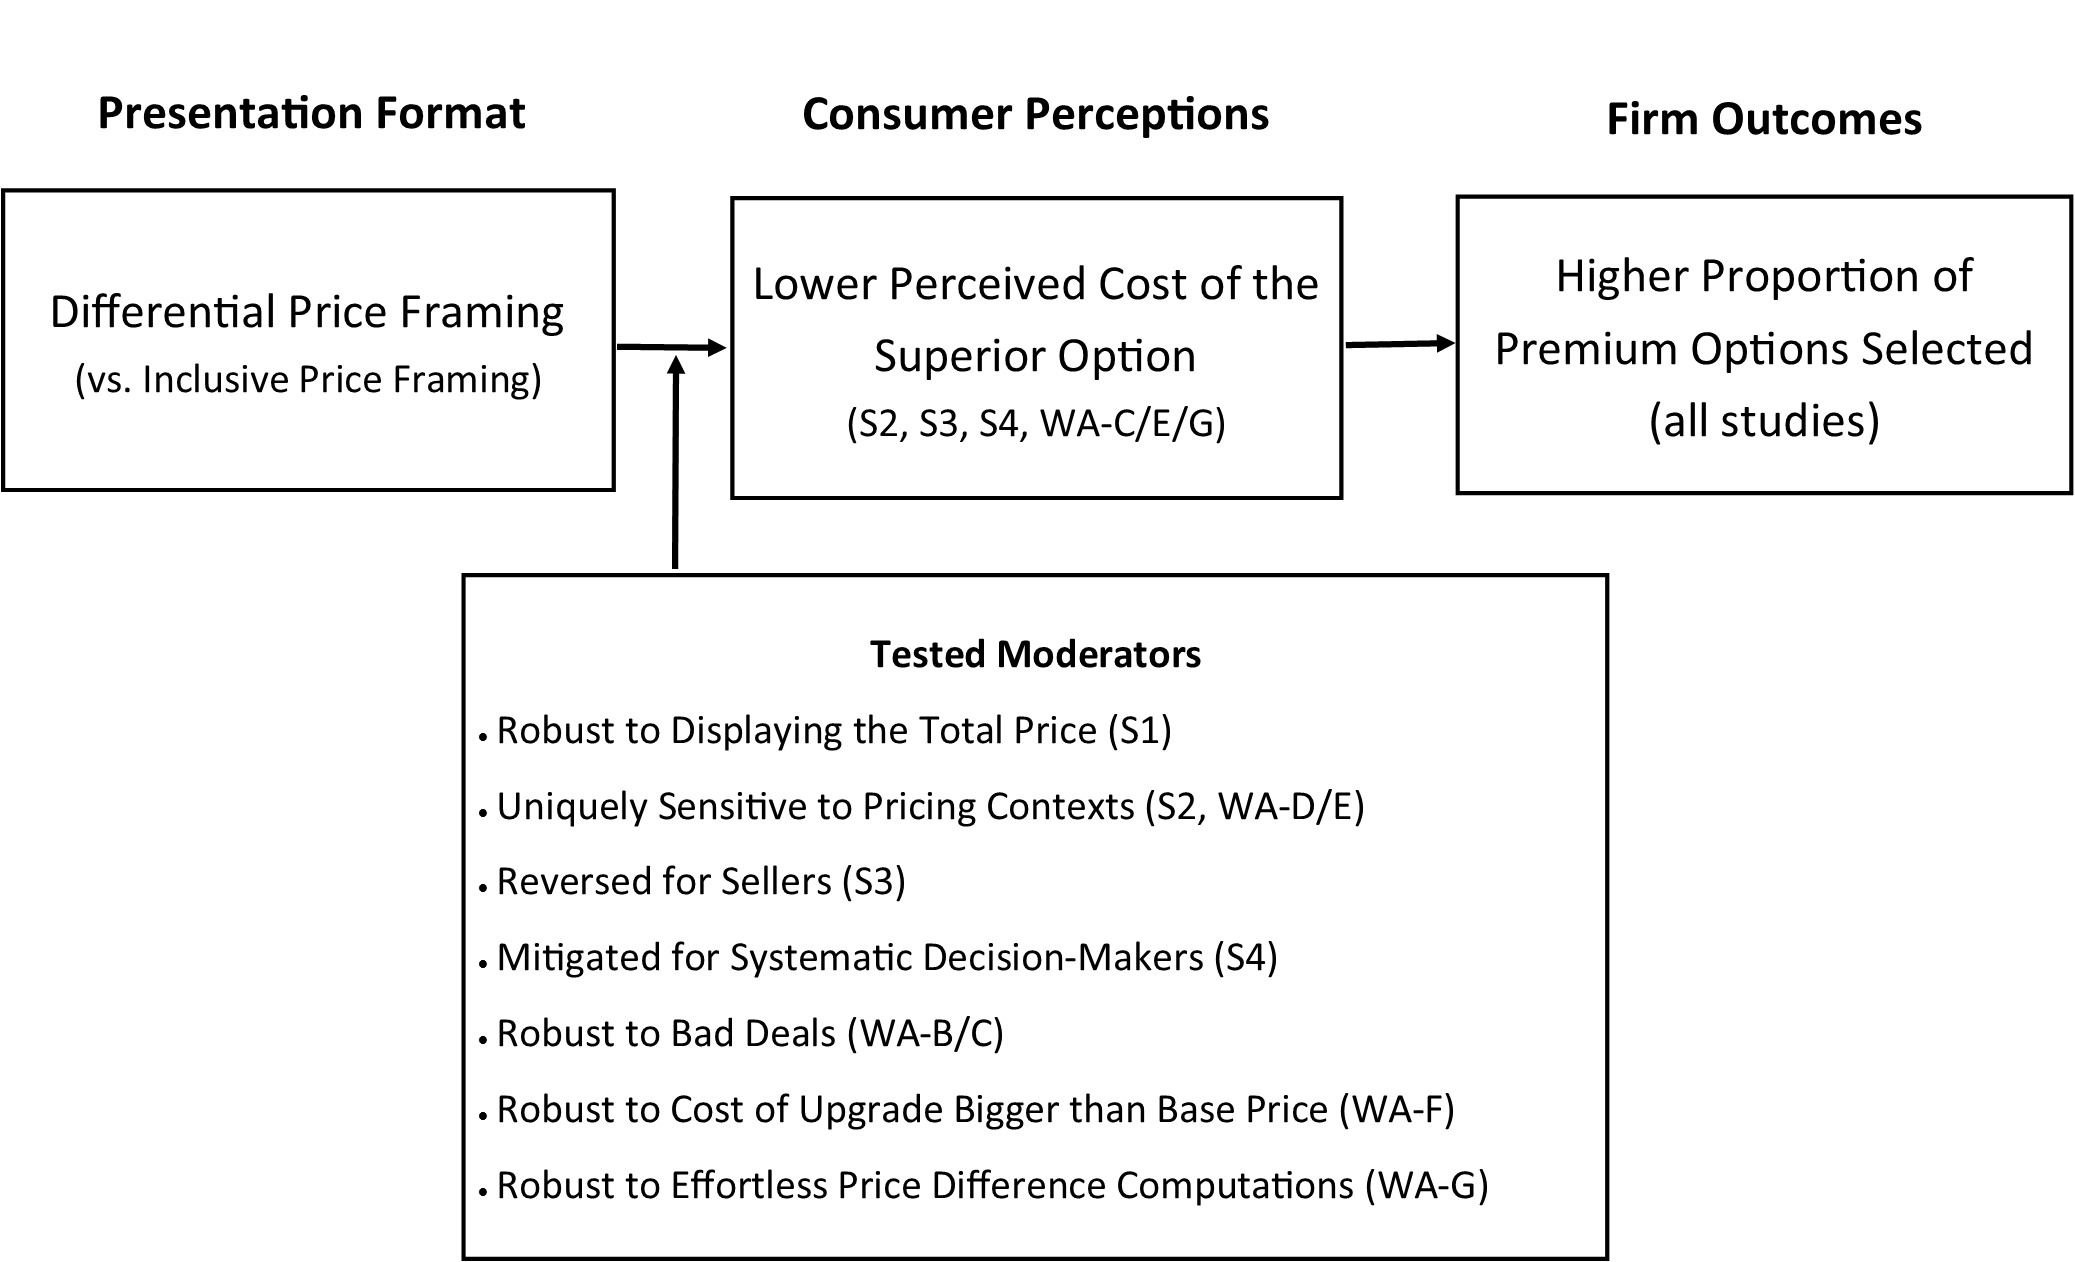 Presentation Format
Consumer Perceptions
Firm Outcomes
Differential Price Framing
(vs. Inclusive Price Framing)
Lower Perceived Cost of the
Superior Option
(S2, S3, S4, WA-C/E/G)
Higher Proportion of
Premium Options Selected
(all studies)
Tested Moderators
• Robust to Displaying the Total Price (S1)
• Uniquely Sensitive to Pricing Contexts (S2, WA-D/E)
• Reversed for Sellers (S3)
• Mitigated for Systematic Decision-Makers (S4)
• Robust to Bad Deals (WA-B/C)
• Robust to Cost of Upgrade Bigger than Base Price (WA-F)
• Robust to Effortless Price Difference Computations (WA-G)